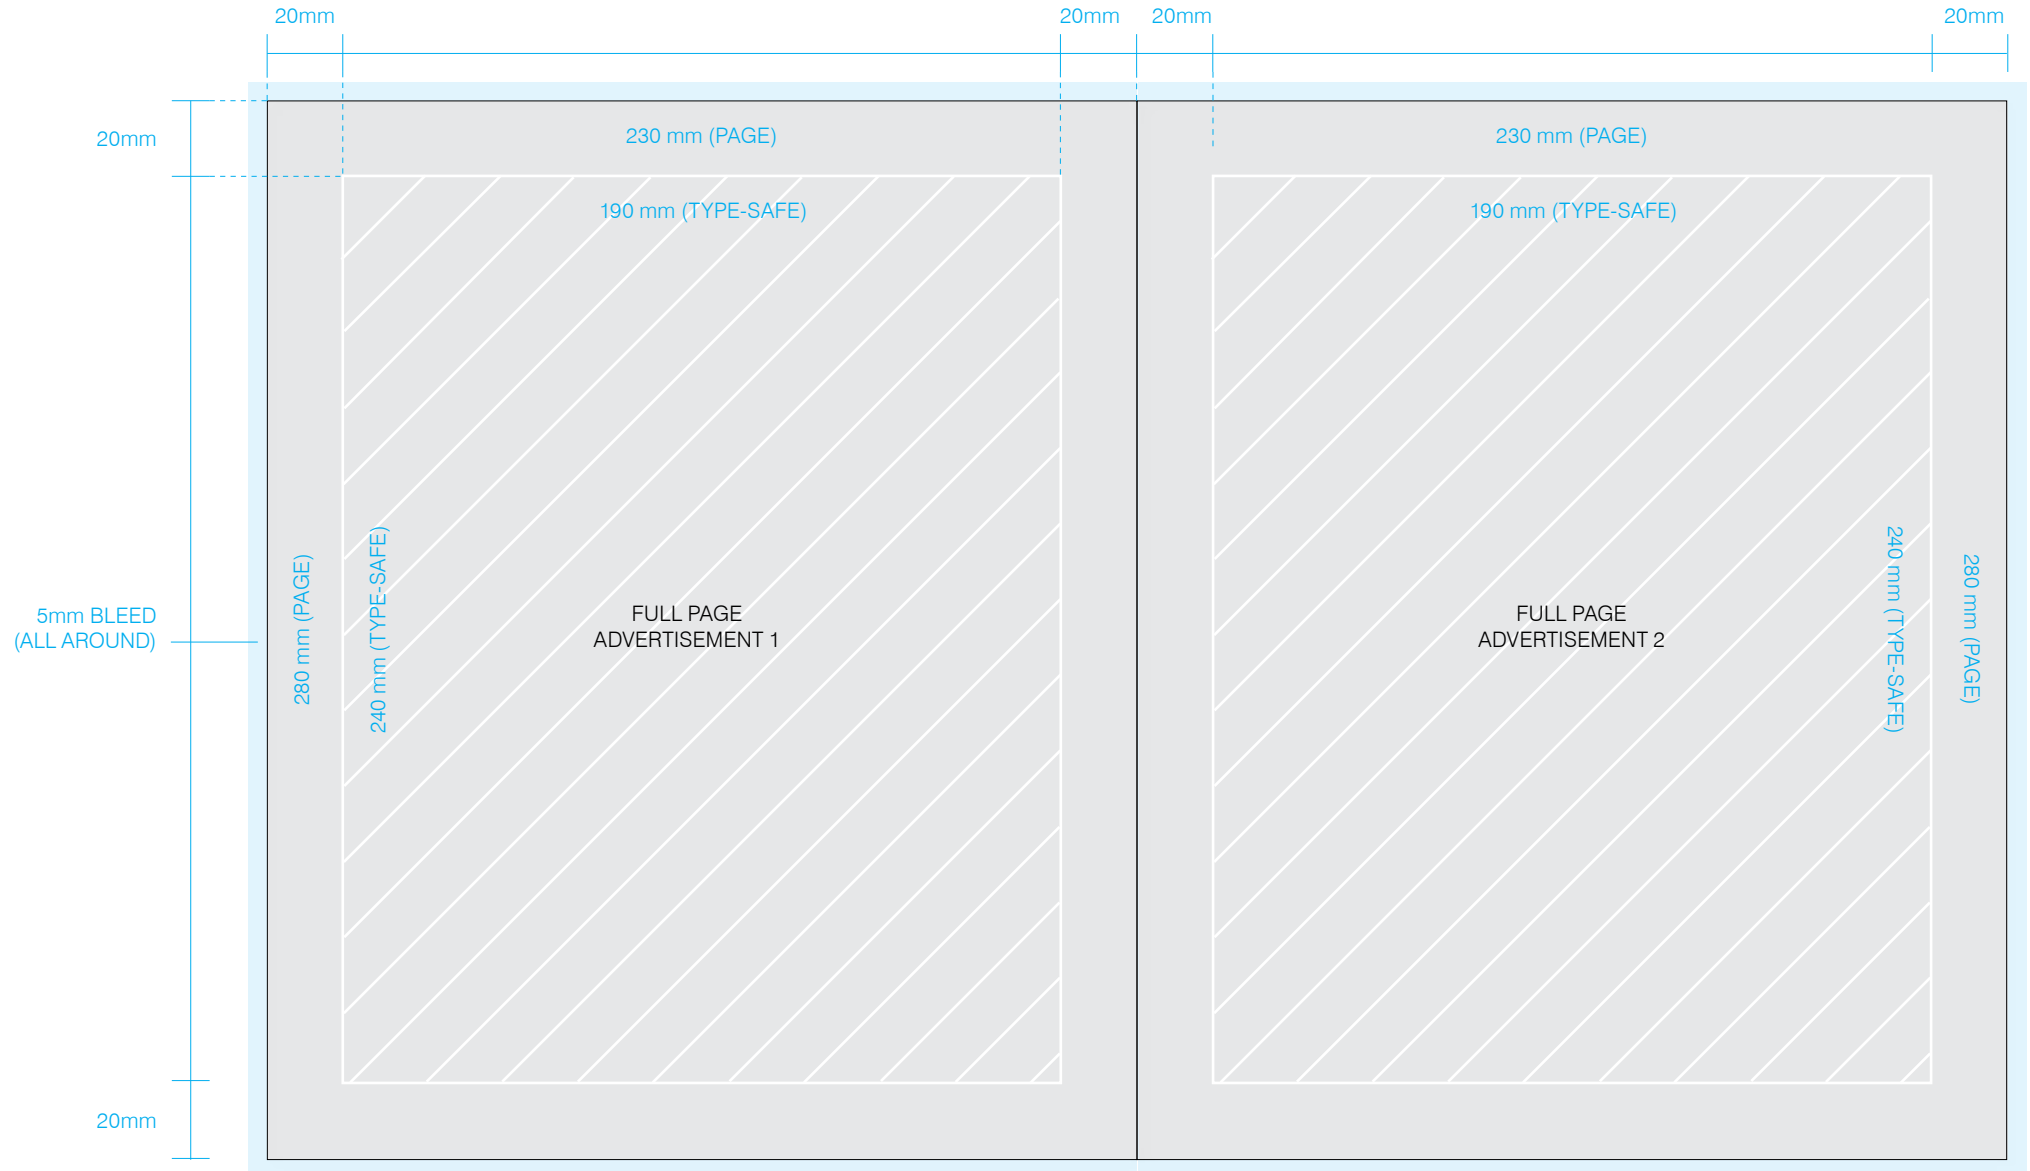 20mm
20mm
20mm
20mm
20mm
230 mm (PAGE)
230 mm (PAGE)
190 mm (TYPE-SAFE)
190 mm (TYPE-SAFE)
5mm BLEED
(ALL AROUND)
280 mm (PAGE)
240 mm (TYPE-SAFE)
FULL PAGE
ADVERTISEMENT 1
FULL PAGE
ADVERTISEMENT 2
240 mm (TYPE-SAFE)
280 mm (PAGE)
20mm